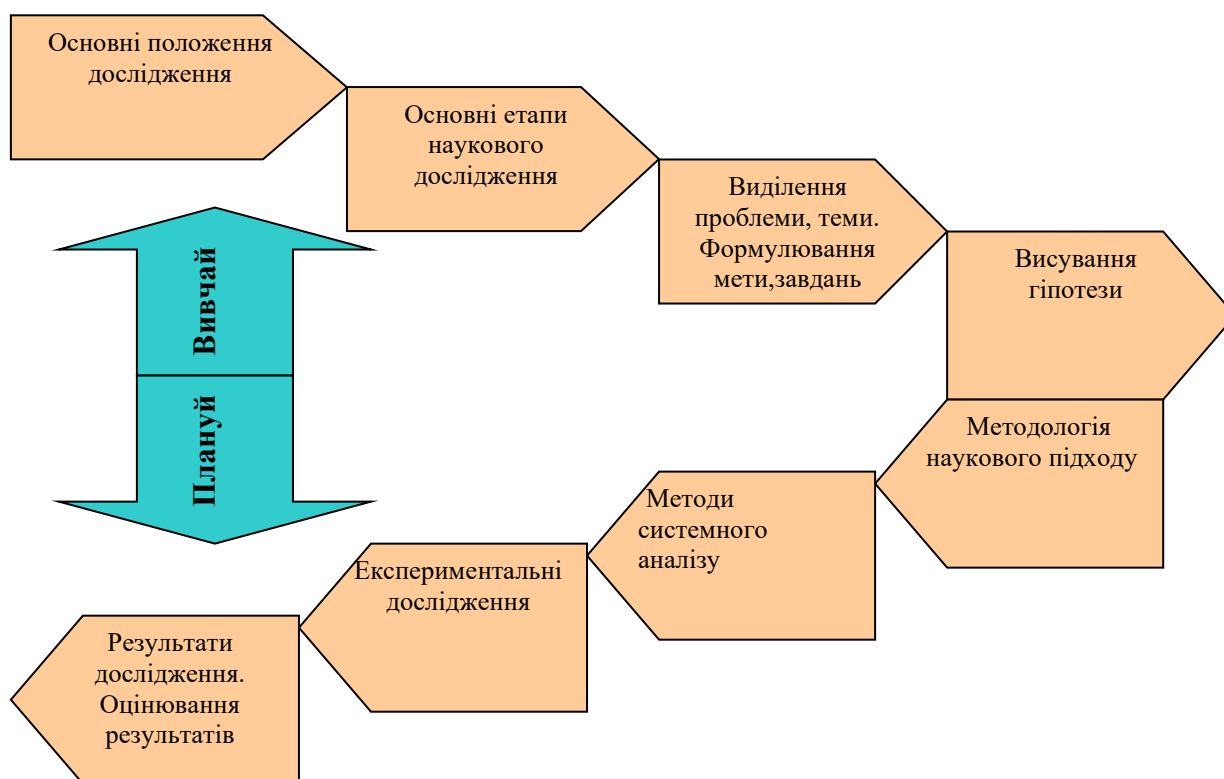 Основні положення
дослідження
Основні етапи
наукового
дослідження
Виділення
проблеми, теми.
Формулювання
мети,завдань
Висування
гіпотези
Вивчай
Плануй
Методологія
наукового підходу
Методи
системного
аналізу
Експериментальні
дослідження
Результати
дослідження.
Оцінювання
результатів